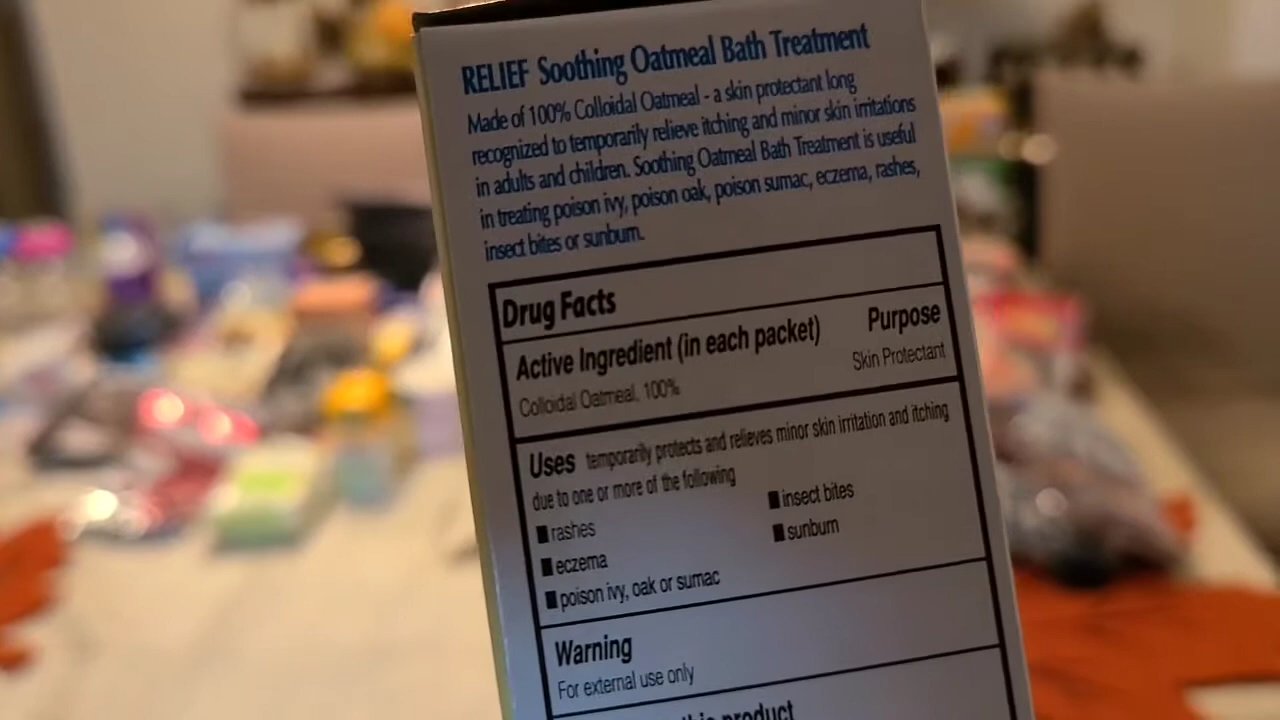 RELIEF Soothing Oatmeal Bath Treatment
Made of 100% Colloidal Oatmeal - a skin protectant long
recognized to temporarily relieve itching and minor skin irritations
in adults and children. Soothing Oatmeal Bath Treatment is useful
in treating poison ivy, poison oak, poison sumac, eczema, rashes,
insect bites or sunburn.
Drug Facts
Active Ingredient (in each packet) Purpose
Colloidal Oatmeal, 100% Skin Protectant
Uses temporarily protects and relieves minor skin irritation and itching
due to one or more of the following
■ rashes ■ insect bites
■ eczema ■ sunburn
■ poison ivy, oak or sumac
Warning
For external use only
this product